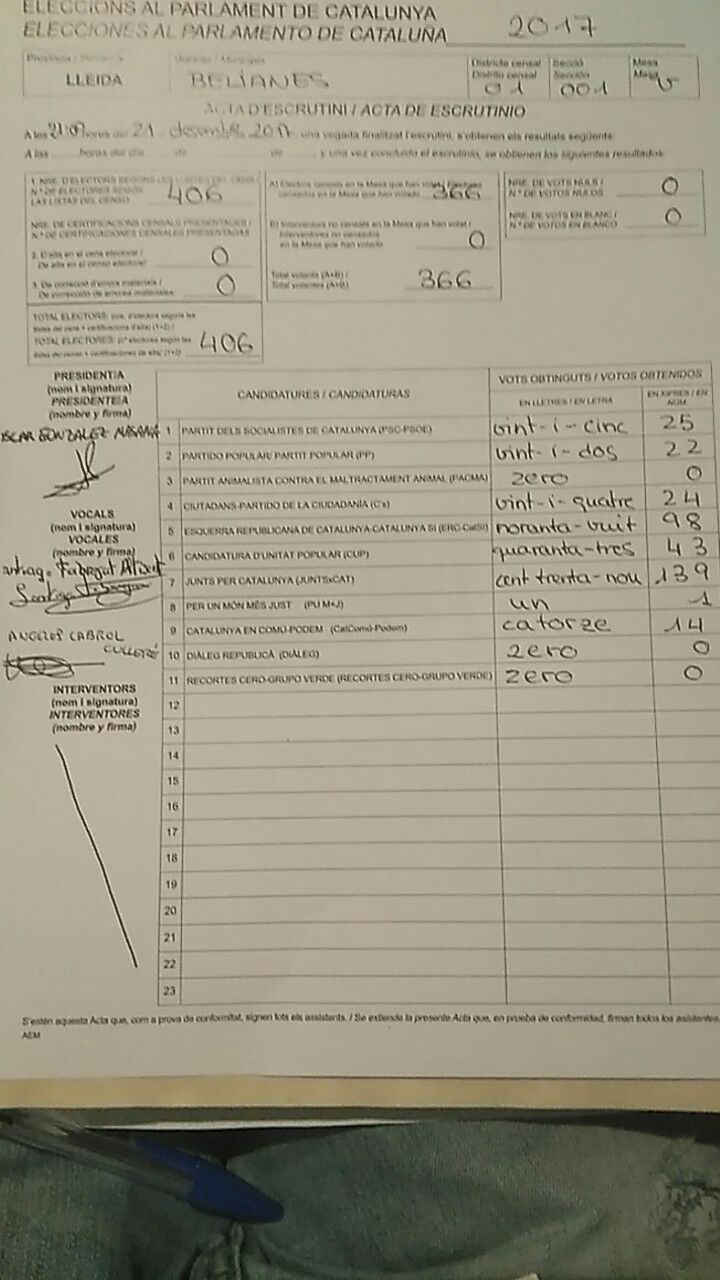 ELECCIONS AL PARLAMENT DE CATALUNYA
ELECCIONES AL PARLAMENTO DE CATALUÑA 2017
Districte censal Secció Mesa
Distrito censal Sección Mesa
LLEIDA BELIANES 01 001 U
ACTA D'ESCRUTINI / ACTA DE ESCRUTINIO
A les hores del 21 desembre 2017, una vegada finalitzat l'escrutini, s'obtenen els resultats següents:
A las horas del día de de y una vez concluido el escrutinio, se obtienen los siguientes resultados:
1. NRE. D'ELECTORS SEGONS LES LLISTES DEL CENS /
N.º DE ELECTORES SEGÚN
LAS LISTAS DEL CENSO 406
A) Electors censats en la Mesa que han votat / Electores
censados en la Mesa que han votado 366
NRE. DE VOTS NULS /
N.º DE VOTOS NULOS 0
NRE. DE CERTIFICACIONS CENSALS PRESENTADES /
N.º DE CERTIFICACIONES CENSALES PRESENTADAS
B) Interventors no censats en la Mesa que han votat /
Interventores no censados
en la Mesa que han votado 0
NRE. DE VOTS EN BLANC /
N.º DE VOTOS EN BLANCO 0
2. D'alta en el cens electoral /
De alta en el censo electoral 0
3. De correcció d'errors materials /
De corrección de errores materiales 0
Total votants (A+B) /
Total votantes (A+B) 366
TOTAL ELECTORS: (nre. d'electors segons les
llistes del cens + certificacions d'alta) (1+2) /
TOTAL ELECTORES: (n.º electores según las
listas del censo + certificaciones de alta) (1+2) 406
PRESIDENT/A
(nom i signatura)
PRESIDENTE/A
(nombre y firma)
OSCAR GONZALEZ
VOCALS
(nom i signatura)
VOCALES
(nombre y firma)
ANGELS CABROL
INTERVENTORS
(nom i signatura)
INTERVENTORES
(nombre y firma)
CANDIDATURES / CANDIDATURAS VOTS OBTINGUTS / VOTOS OBTENIDOS
EN LLETRES / EN LETRA EN XIFRES / EN NÚM.
1 PARTIT DELS SOCIALISTES DE CATALUNYA (PSC-PSOE) vint-i-cinc 25
2 PARTIDO POPULAR/ PARTIT POPULAR (PP) vint-i-dos 22
3 PARTIT ANIMALISTA CONTRA EL MALTRACTAMENT ANIMAL (PACMA) zero 0
4 CIUTADANS-PARTIDO DE LA CIUDADANÍA (C's) vint-i-quatre 24
5 ESQUERRA REPUBLICANA DE CATALUNYA-CATALUNYA SÍ (ERC-CatSí) noranta-vuit 98
6 CANDIDATURA D'UNITAT POPULAR (CUP) quaranta-tres 43
7 JUNTS PER CATALUNYA (JUNTSxCAT) cent trenta-nou 139
8 PER UN MÓN MÉS JUST (PU M+J) un 1
9 CATALUNYA EN COMÚ-PODEM (CatComú-Podem) catorze 14
10 DIÀLEG REPUBLICÀ (DIÀLEG) zero 0
11 RECORTES CERO-GRUPO VERDE (RECORTES CERO-GRUPO VERDE) zero 0
12
13
14
15
16
17
18
19
20
21
22
23
S'estén aquesta Acta que, com a prova de conformitat, signen tots els assistents. / Se extiende la presente Acta que, en prueba de conformidad, firman todos los asistentes.
AEM